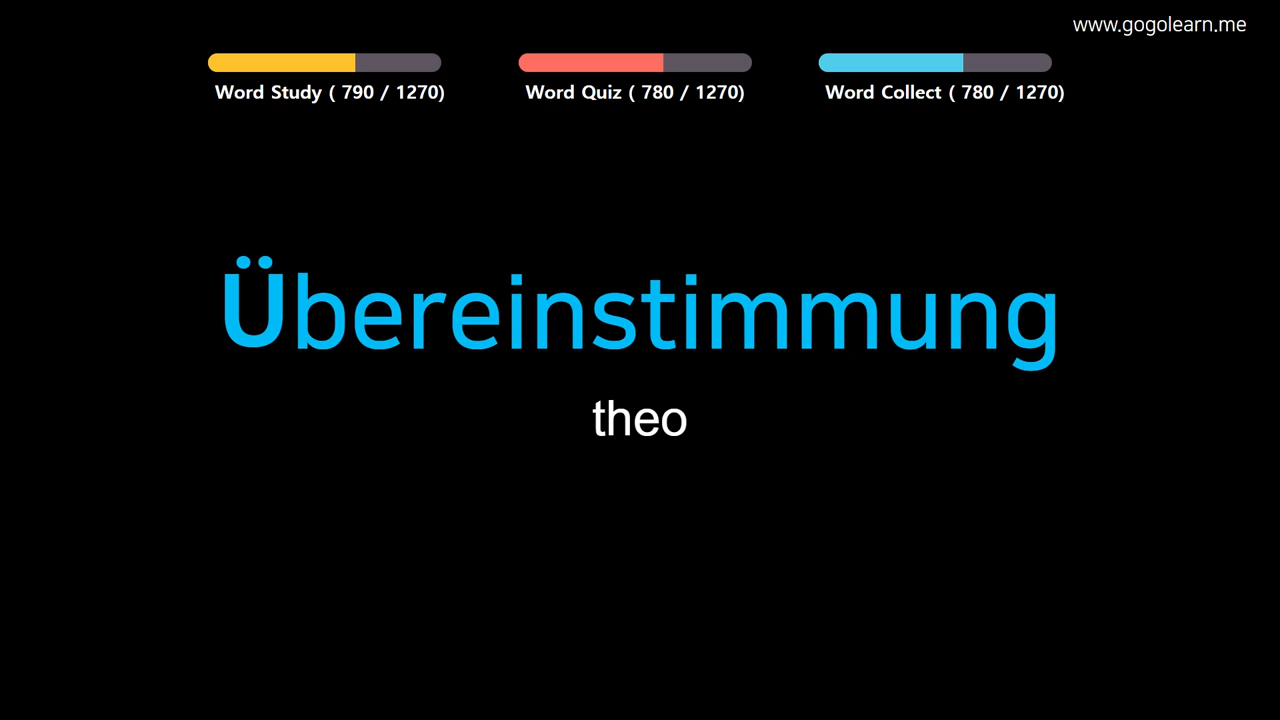 www.gogolearn.me
Word Study ( 790 / 1270)
Word Quiz ( 780 / 1270)
Word Collect ( 780 / 1270)
Übereinstimmung
theo